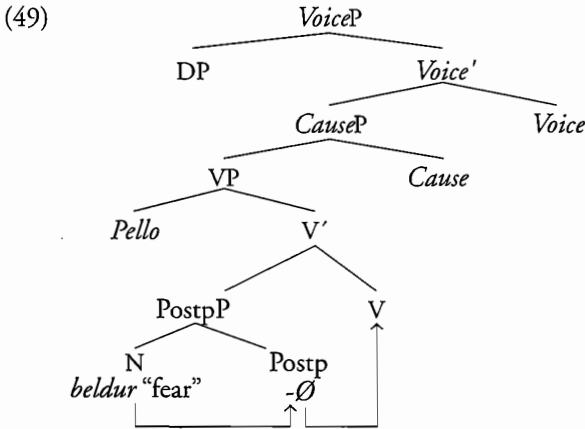 (49) VoiceP
DP Voice'
CauseP Voice
VP Cause
Pello V′
PostpP V
N Postp
beldur “fear” -Ø